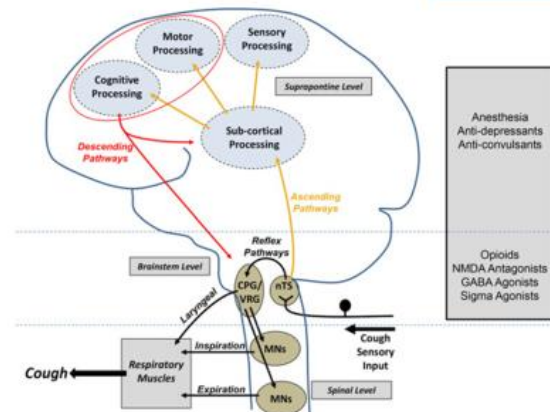 Motor
Processing
Sensory
Processing
Cognitive
Processing
Suprapontine Level
Sub-cortical
Processing
Descending
Pathways
Ascending
Pathways
Anesthesia
Anti-depressants
Anti-convulsants
Reflex
Pathways
Brainstem Level
CPG/
VRG
nTS
Opioids
NMDA Antagonists
GABA Agonists
Sigma Agonists
Laryngeal
Cough
Sensory
Input
Inspiration
MNs
Respiratory
Muscles
Cough
Expiration
MNs
Spinal Level